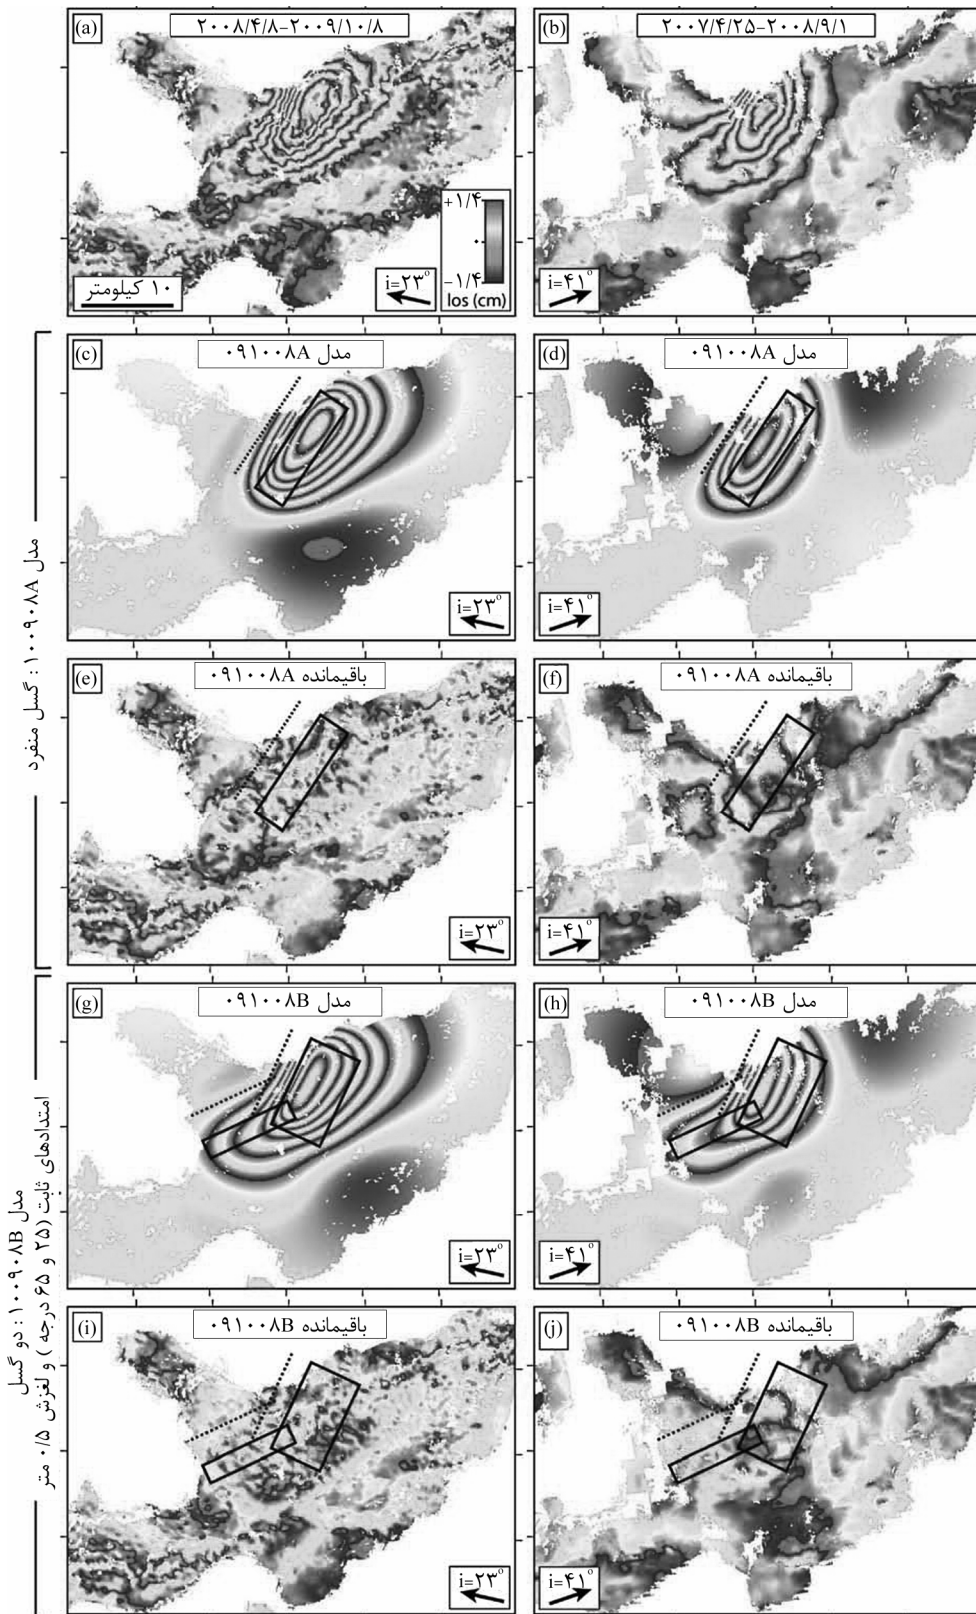 (a)
۲۰۰۸/۴/۸-۲۰۰۹/۱۰/۸
+۱/۴
۰
-۱/۴
los (cm)
۱۰ کیلومتر
i=۲۳°
(b)
۲۰۰۷/۴/۲۵-۲۰۰۸/۹/۱
i=۴۱°
(c)
مدل ۰۹۱۰۰۸A
i=۲۳°
(d)
مدل ۰۹۱۰۰۸A
i=۴۱°
(e)
باقیمانده ۰۹۱۰۰۸A
i=۲۳°
(f)
باقیمانده ۰۹۱۰۰۸A
i=۴۱°
مدل ۱۰۰۹۰۸A: گسل منفرد
(g)
مدل ۰۹۱۰۰۸B
i=۲۳°
(h)
مدل ۰۹۱۰۰۸B
i=۴۱°
(i)
باقیمانده ۰۹۱۰۰۸B
i=۲۳°
(j)
باقیمانده ۰۹۱۰۰۸B
i=۴۱°
مدل ۱۰۰۹۰۸B: دو گسل
امتدادهای ثابت (۲۵ و ۶۵ درجه) و لغزش ۰/۵ متر